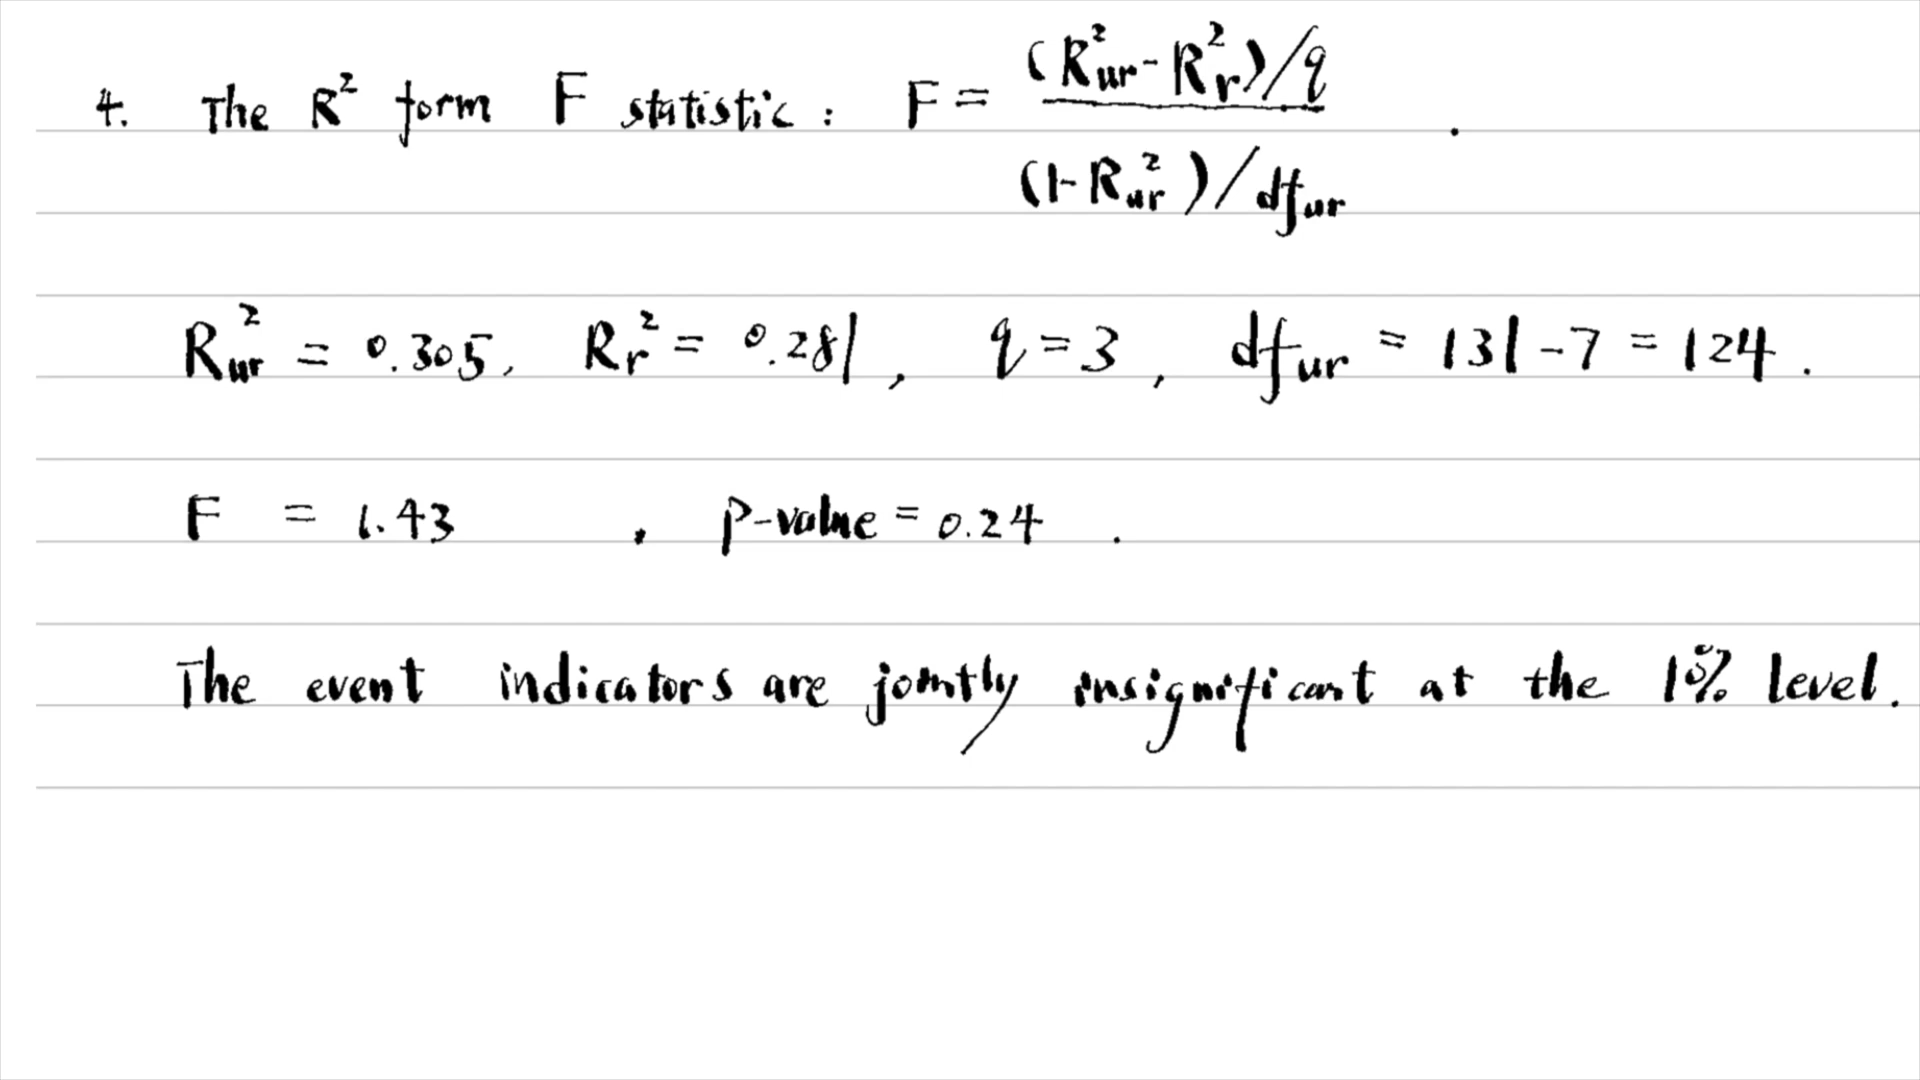 4. The R² form F statistic : F = (R²ur - R²r)/q / (1-R²ur)/dfur .
R²ur = 0.305, R²r = 0.281, q = 3, dfur = 131 - 7 = 124.
F = 1.43 , p-value = 0.24 .
The event indicators are jointly insignificant at the 10% level.